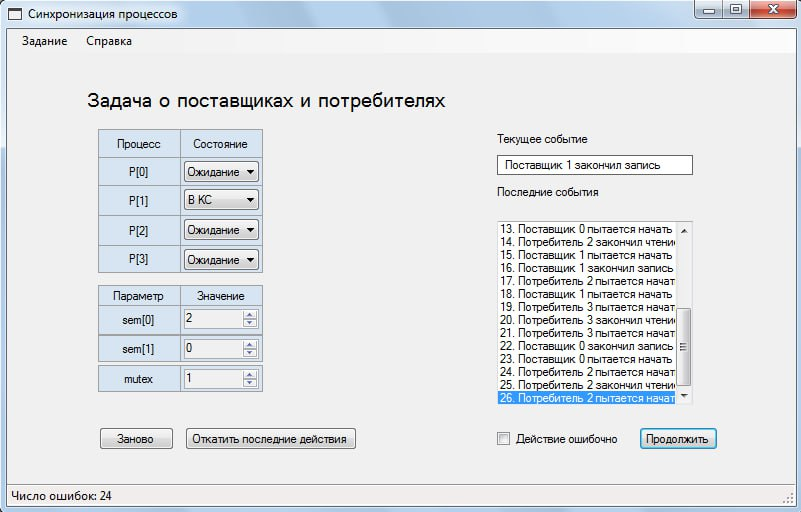 Синхронизация процессов
Задание Справка
Задача о поставщиках и потребителях
Процесс Состояние
P[0] Ожидание
P[1] В КС
P[2] Ожидание
P[3] Ожидание
Параметр Значение
sem[0] 2
sem[1] 0
mutex 1
Заново Откатить последние действия
Текущее событие
Поставщик 1 закончил запись
Последние события
13. Поставщик 0 пытается начать
14. Потребитель 2 закончил чтение
15. Поставщик 1 пытается начать
16. Поставщик 1 закончил запись
17. Потребитель 2 пытается начат
18. Поставщик 1 пытается начать
19. Потребитель 3 пытается начат
20. Потребитель 3 закончил чтени
21. Потребитель 3 пытается начат
22. Поставщик 0 закончил запись
23. Поставщик 0 пытается начать
24. Потребитель 2 пытается начат
25. Потребитель 2 закончил чтени
26. Потребитель 2 пытается начат
Действие ошибочно Продолжить
Число ошибок: 24